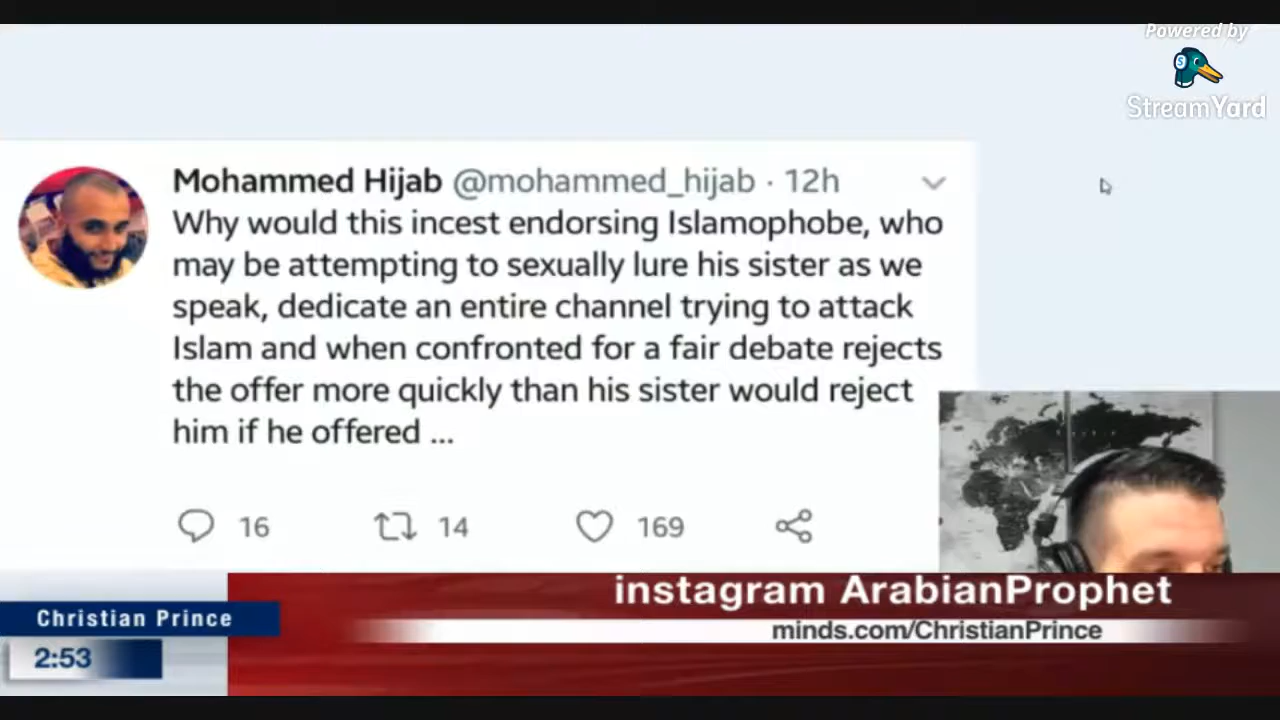 Powered by
StreamYard
Mohammed Hijab @mohammed_hijab · 12h
Why would this incest endorsing Islamophobe, who
may be attempting to sexually lure his sister as we
speak, dedicate an entire channel trying to attack
Islam and when confronted for a fair debate rejects
the offer more quickly than his sister would reject
him if he offered ...
16 14 169
instagram ArabianProphet
Christian Prince
minds.com/ChristianPrince
2:53